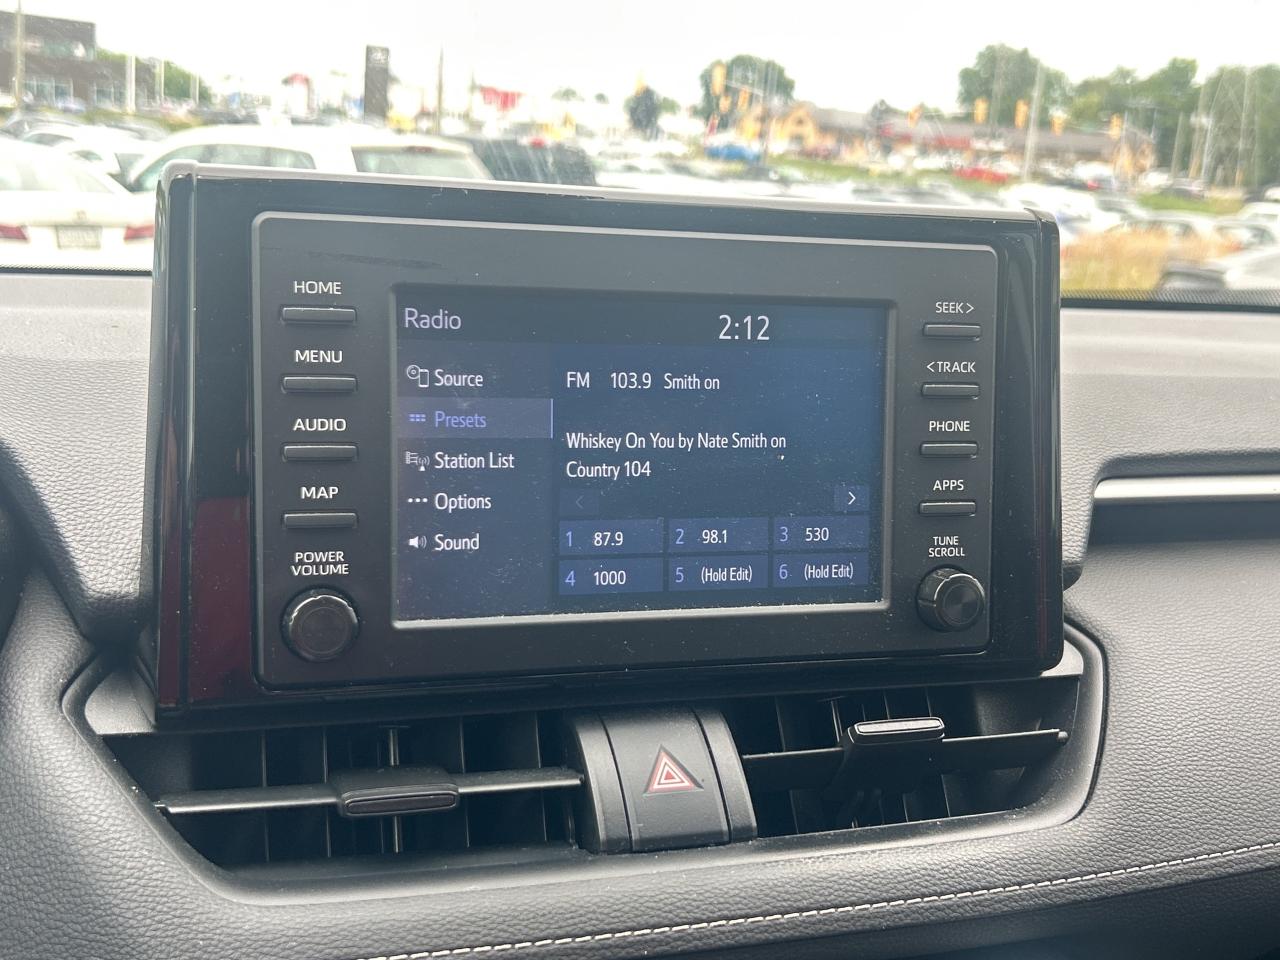 HOME
MENU
AUDIO
MAP
POWER
VOLUME
Radio
2:12
Source
Presets
Station List
Options
Sound
FM 103.9 Smith on
Whiskey On You by Nate Smith on
Country 104
<
>
1 87.9
2 98.1
3 530
4 1000
5 (Hold Edit)
6 (Hold Edit)
SEEK >
< TRACK
PHONE
APPS
TUNE
SCROLL